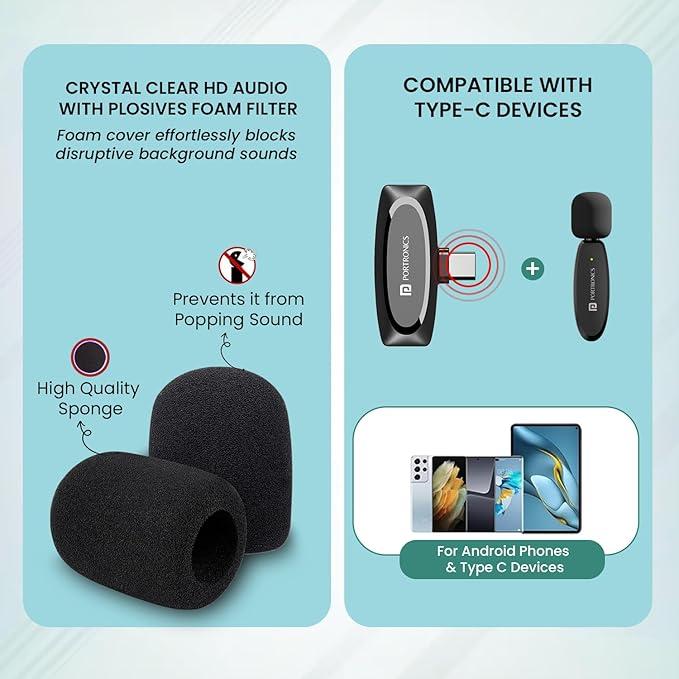 CRYSTAL CLEAR HD AUDIO
WITH PLOSIVES FOAM FILTER
Foam cover effortlessly blocks
disruptive background sounds
Prevents it from
Popping Sound
High Quality
Sponge
COMPATIBLE WITH
TYPE-C DEVICES
PORTRONICS
+
PORTRONICS
For Android Phones
& Type C Devices